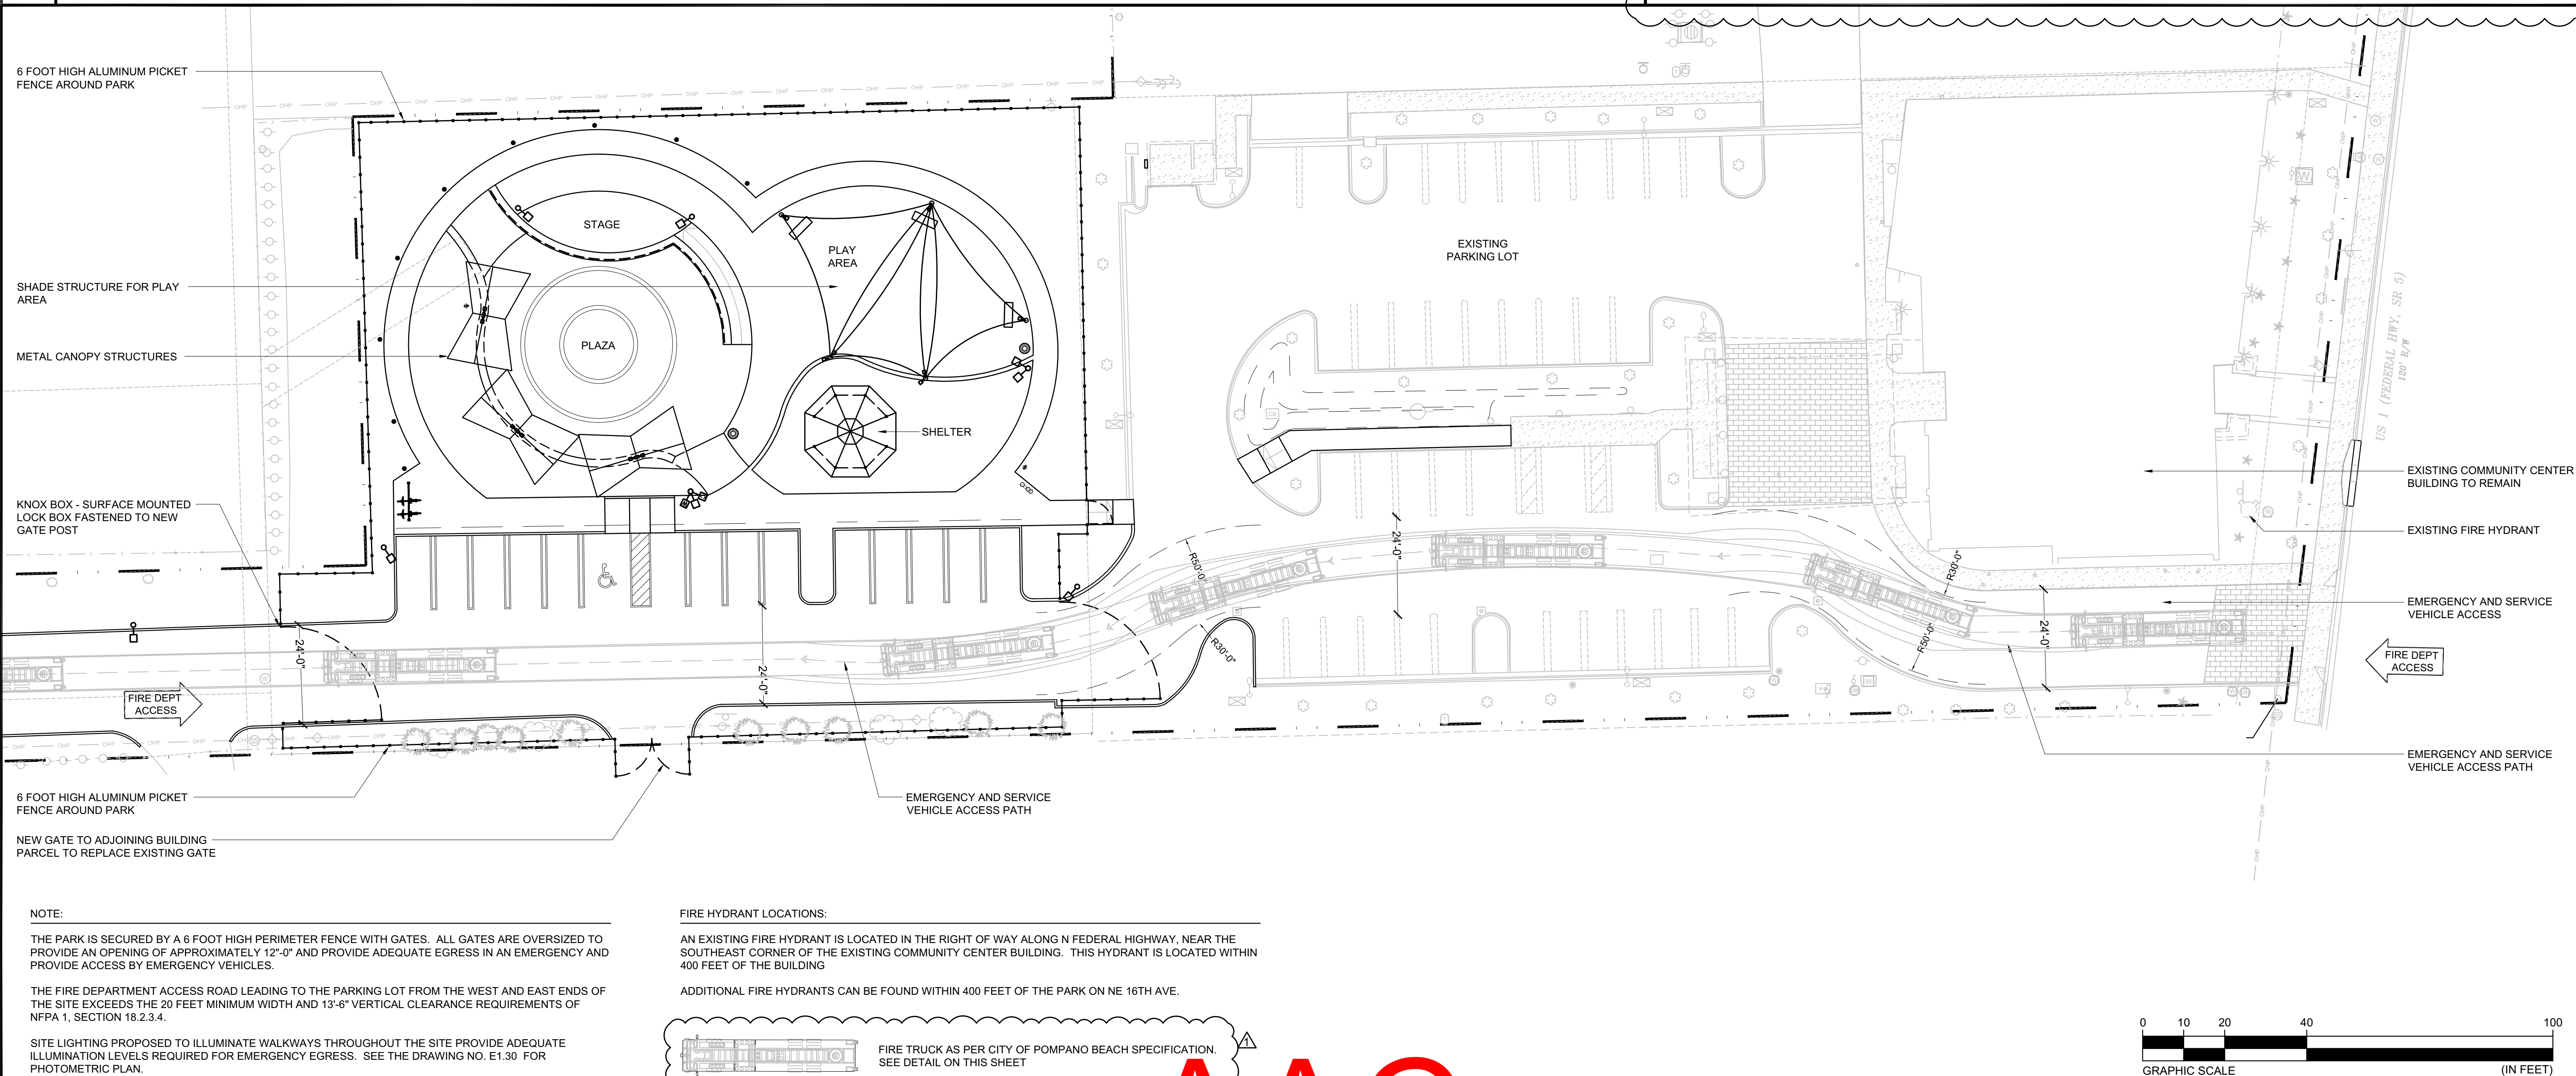 6 FOOT HIGH ALUMINUM PICKET
FENCE AROUND PARK
SHADE STRUCTURE FOR PLAY
AREA
METAL CANOPY STRUCTURES
KNOX BOX - SURFACE MOUNTED
LOCK BOX FASTENED TO NEW
GATE POST
STAGE
PLAY
AREA
PLAZA
SHELTER
EXISTING
PARKING LOT
US 1 (FEDERAL HWY, SR 5)
120' R/W
EXISTING COMMUNITY CENTER
BUILDING TO REMAIN
EXISTING FIRE HYDRANT
EMERGENCY AND SERVICE
VEHICLE ACCESS
FIRE DEPT
ACCESS
EMERGENCY AND SERVICE
VEHICLE ACCESS PATH
24'-0"
24'-0"
24'-0"
24'-0"
R50'-0"
R30'-0"
R30'-0"
R50'-0"
FIRE DEPT
ACCESS
6 FOOT HIGH ALUMINUM PICKET
FENCE AROUND PARK
NEW GATE TO ADJOINING BUILDING
PARCEL TO REPLACE EXISTING GATE
EMERGENCY AND SERVICE
VEHICLE ACCESS PATH
NOTE:
THE PARK IS SECURED BY A 6 FOOT HIGH PERIMETER FENCE WITH GATES. ALL GATES ARE OVERSIZED TO
PROVIDE AN OPENING OF APPROXIMATELY 12"-0" AND PROVIDE ADEQUATE EGRESS IN AN EMERGENCY AND
PROVIDE ACCESS BY EMERGENCY VEHICLES.
THE FIRE DEPARTMENT ACCESS ROAD LEADING TO THE PARKING LOT FROM THE WEST AND EAST ENDS OF
THE SITE EXCEEDS THE 20 FEET MINIMUM WIDTH AND 13'-6" VERTICAL CLEARANCE REQUIREMENTS OF
NFPA 1, SECTION 18.2.3.4.
SITE LIGHTING PROPOSED TO ILLUMINATE WALKWAYS THROUGHOUT THE SITE PROVIDE ADEQUATE
ILLUMINATION LEVELS REQUIRED FOR EMERGENCY EGRESS. SEE THE DRAWING NO. E1.30 FOR
PHOTOMETRIC PLAN.
FIRE HYDRANT LOCATIONS:
AN EXISTING FIRE HYDRANT IS LOCATED IN THE RIGHT OF WAY ALONG N FEDERAL HIGHWAY, NEAR THE
SOUTHEAST CORNER OF THE EXISTING COMMUNITY CENTER BUILDING. THIS HYDRANT IS LOCATED WITHIN
400 FEET OF THE BUILDING
ADDITIONAL FIRE HYDRANTS CAN BE FOUND WITHIN 400 FEET OF THE PARK ON NE 16TH AVE.
FIRE TRUCK AS PER CITY OF POMPANO BEACH SPECIFICATION.
SEE DETAIL ON THIS SHEET
1
0 10 20 40 100
GRAPHIC SCALE (IN FEET)